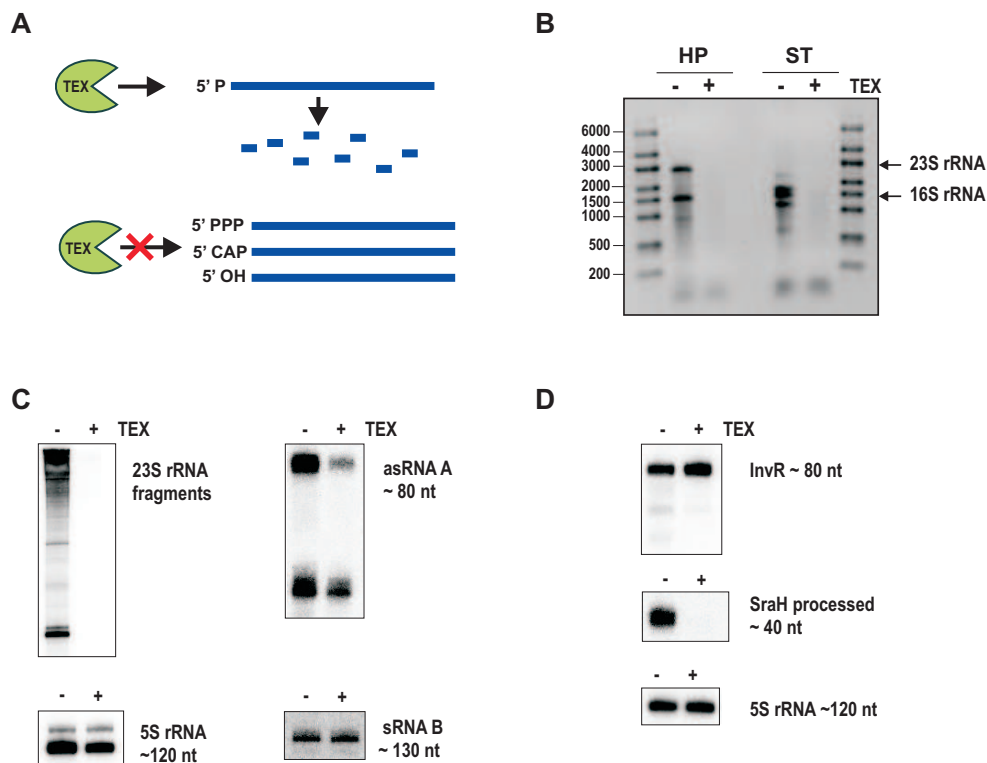 A
TEX
5' P
TEX
5' PPP
5' CAP
5' OH
B
HP ST
- + - + TEX
6000
4000
3000
2000
1500
1000
500
200
23S rRNA
16S rRNA
C
- + TEX
23S rRNA
fragments
- + TEX
asRNA A
~ 80 nt
- +
5S rRNA
~120 nt
- +
sRNA B
~ 130 nt
D
- + TEX
InvR ~ 80 nt
- +
SraH processed
~ 40 nt
- +
5S rRNA ~120 nt